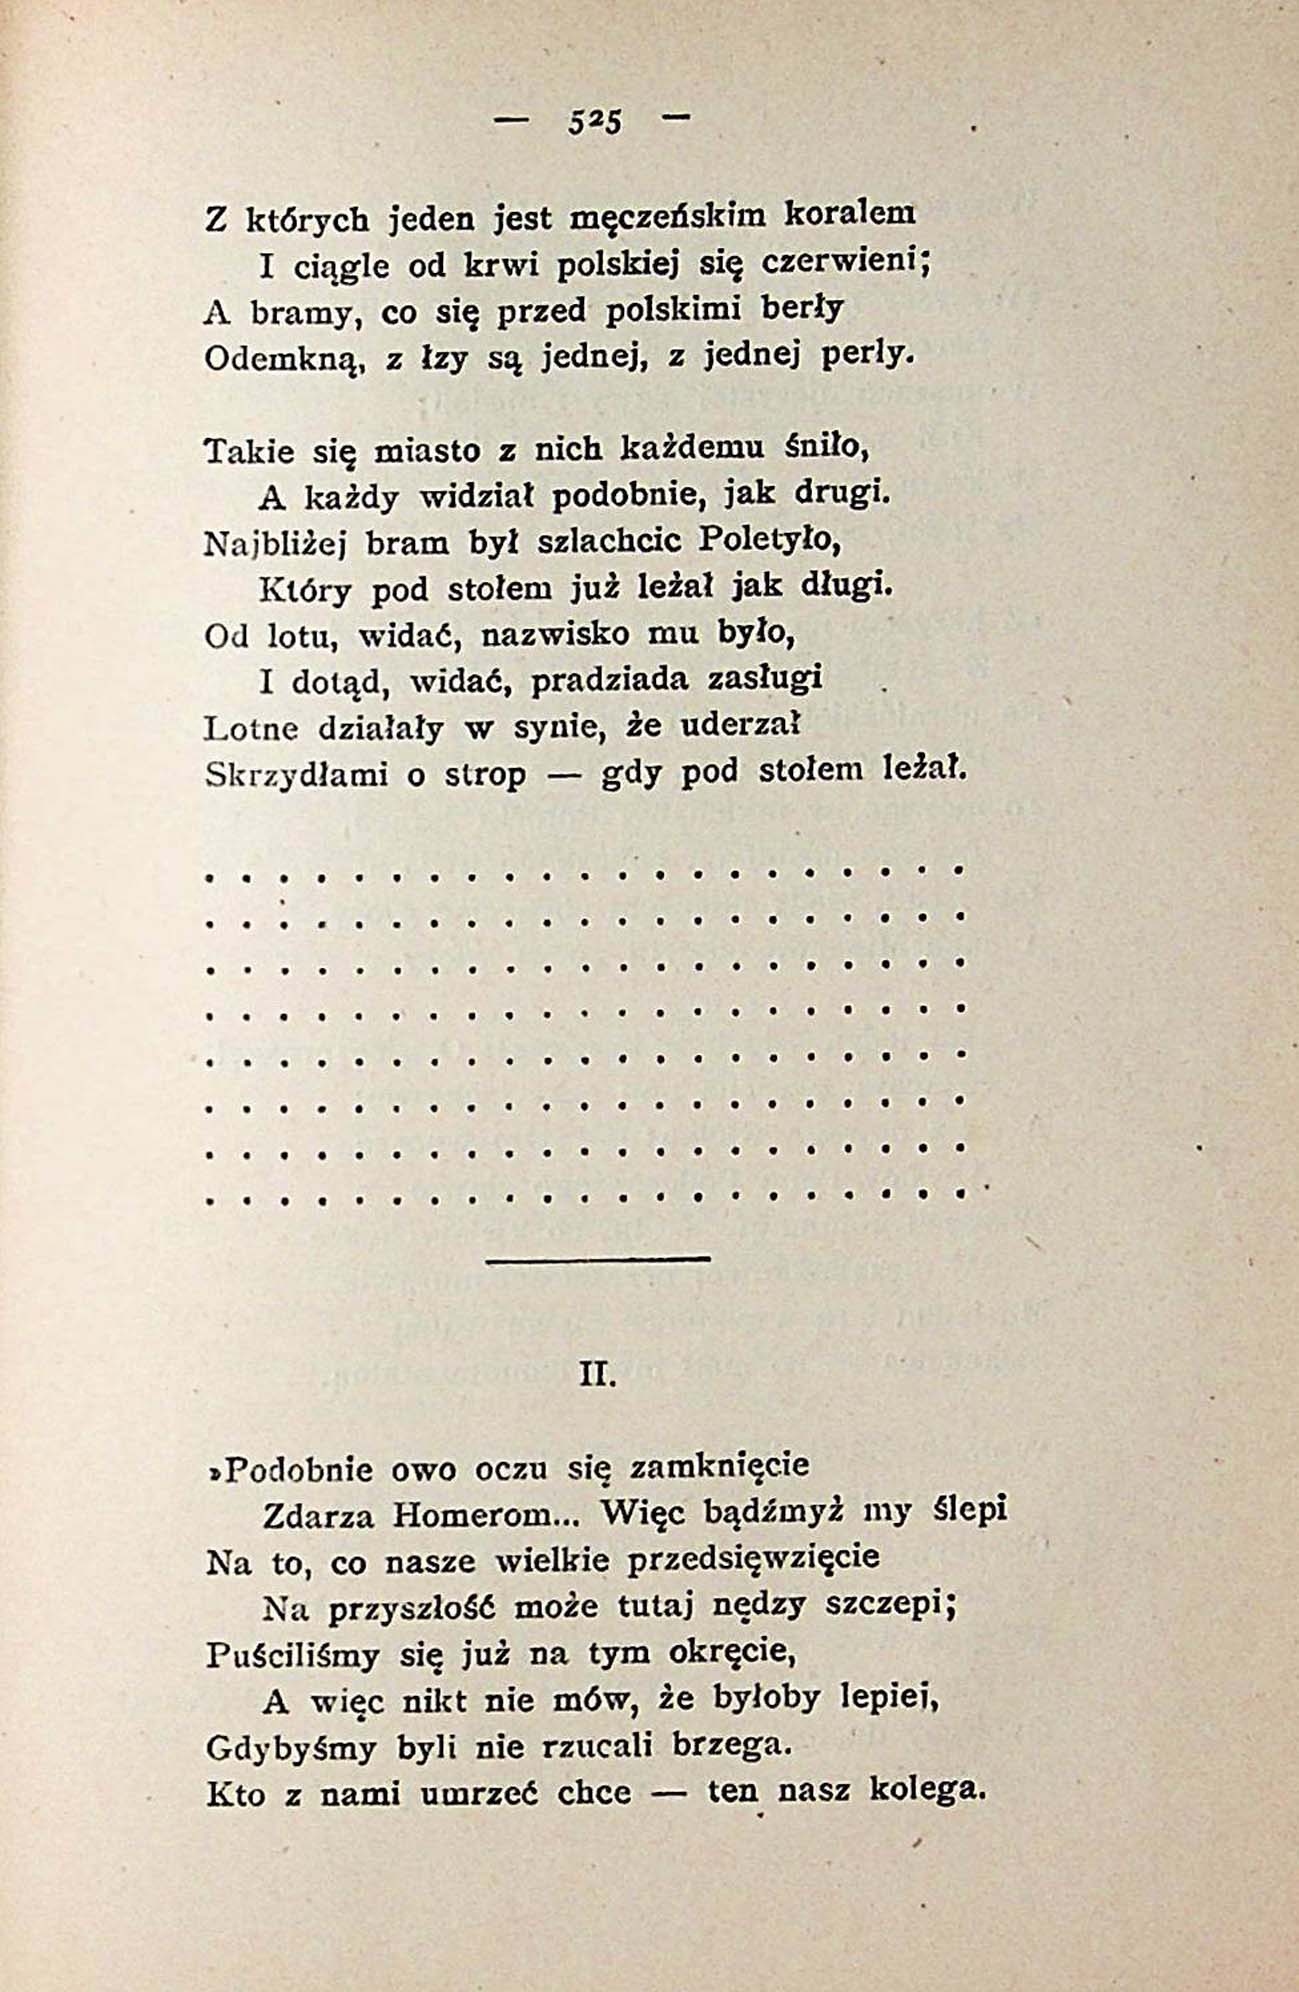 — 525 —
Z których jeden jest męczeńskim koralem
I ciągle od krwi polskiej się czerwieni;
A bramy, co się przed polskimi berły
Odemkną, z łzy są jednej, z jednej perly.
Takie się miasto z nich każdemu śniło,
A każdy widział podobnie, jak drugi.
Najbliżej bram był szlachcic Poletyło,
Który pod stołem już leżał jak długi.
Od lotu, widać, nazwisko mu było,
I dotąd, widać, pradziada zasługi
Lotne działały w synie, że uderzał
Skrzydłami o strop — gdy pod stołem leżał.
. . . . . . . . . . . . . . . . . . . . .
. . . . . . . . . . . . . . . . . . . . .
. . . . . . . . . . . . . . . . . . . . .
. . . . . . . . . . . . . . . . . . . . .
. . . . . . . . . . . . . . . . . . . . .
. . . . . . . . . . . . . . . . . . . . .
. . . . . . . . . . . . . . . . . . . . .
. . . . . . . . . . . . . . . . . . . . .
II.
»Podobnie owo oczu się zamknięcie
Zdarza Homerom... Więc bądźmyż my ślepi
Na to, co nasze wielkie przedsięwzięcie
Na przyszłość może tutaj nędzy szczepi;
Puściliśmy się już na tym okręcie,
A więc nikt nie mów, że byłoby lepiej,
Gdybyśmy byli nie rzucali brzega.
Kto z nami umrzeć chce — ten nasz kolega.